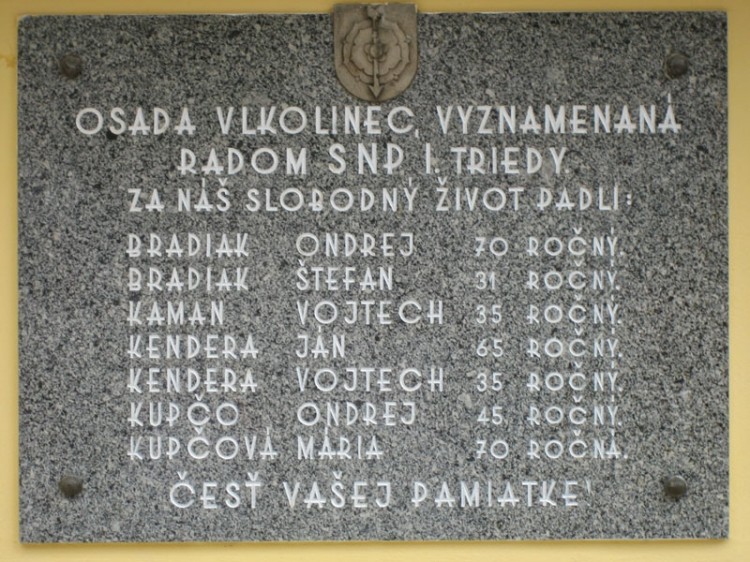 OSADA VLKOLINEC, VYZNAMENANÁ
RADOM SNP I. TRIEDY.
ZA NÁŠ SLOBODNÝ ŽIVOT PADLI:
BRADIAK ONDREJ 70 ROČNÝ.
BRADIAK ŠTEFAN 31 ROČNÝ.
KAMAN VOJTECH 35 ROČNÝ.
KENDERA JÁN 65 ROČNÝ.
KENDERA VOJTECH 35 ROČNÝ.
KUPČO ONDREJ 45 ROČNÝ.
KUPČOVÁ MÁRIA 70 ROČNÁ.
ČESŤ VAŠEJ PAMIATKE!